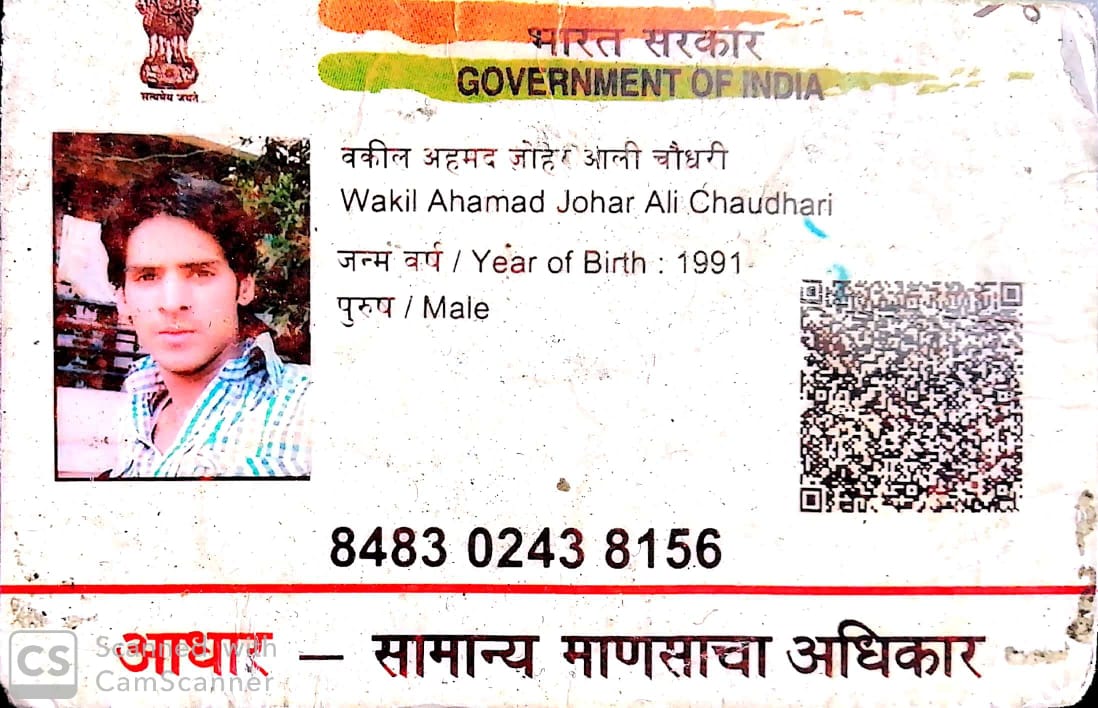 सत्यमेव जयते
भारत सरकार
GOVERNMENT OF INDIA
वकील अहमद जोहेर आली चौधरी
Wakil Ahamad Johar Ali Chaudhari
जन्म वर्ष / Year of Birth : 1991
पुरुष / Male
8483 0243 8156
आधार — सामान्य माणसाचा अधिकार
CS Scanned with
CamScanner